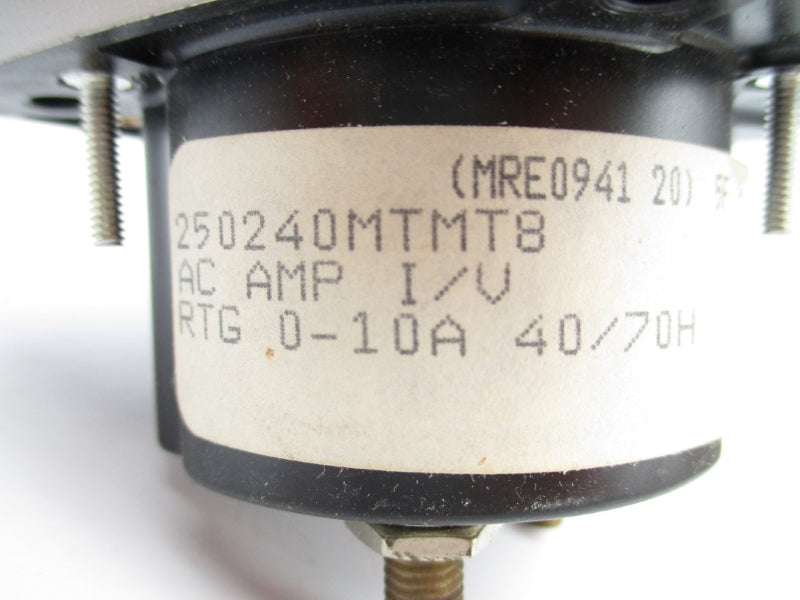 (MRE0941 20)
250240MTMT8
AC AMP I/V
RTG 0-10A 40/70H